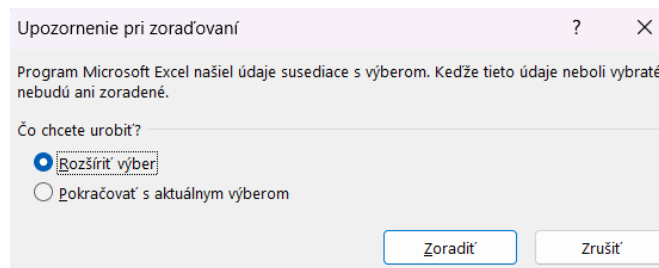 Upozornenie pri zoraďovaní ?
Program Microsoft Excel našiel údaje susediace s výberom. Keďže tieto údaje neboli vybraté
nebudú ani zoradené.
Čo chcete urobiť?
Rozšíriť výber
Pokračovať s aktuálnym výberom
Zoradiť Zrušiť